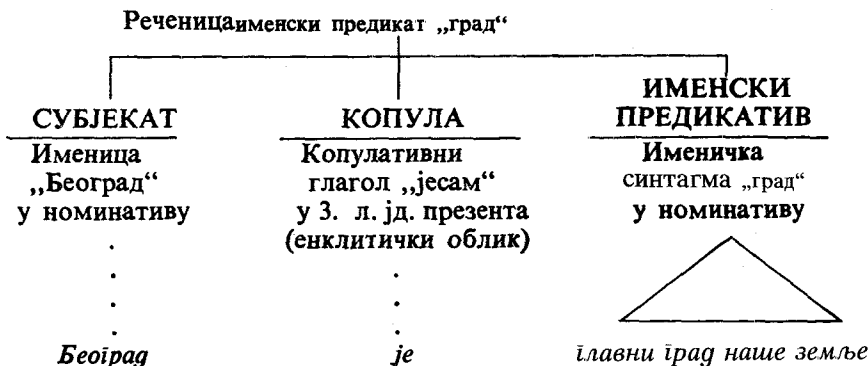 Реченицаименски предикат „град“
СУБЈЕКАТ
Именица
„Београд“
у номинативу
Београд
КОПУЛА
Копулативни
глагол „јесам“
у 3. л. јд. презента
(енклитички облик)
је
ИМЕНСКИ
ПРЕДИКАТИВ
Именичка
синтагма „град“
у номинативу
главни град наше земље